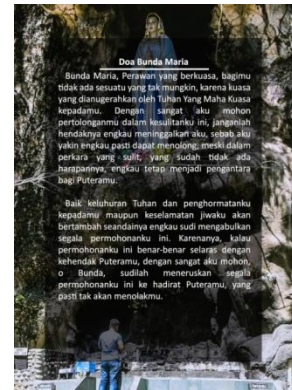 Doa Bunda Maria
Bunda Maria, Perawan yang berkuasa, bagimu
tidak ada sesuatu yang tak mungkin, karena kuasa
yang dianugerahkan oleh Tuhan Yang Maha Kuasa
kepadamu. Dengan sangat aku mohon
pertolonganmu dalam kesulitanku ini, janganlah
hendaknya engkau meninggalkan aku, sebab aku
yakin engkau pasti dapat menolong, meski dalam
perkara yang sulit, yang sudah tidak ada
harapannya, engkau tetap menjadi pengantara
bagi Puteramu.
Baik keluhuran Tuhan dan penghormatanku
kepadamu maupun keselamatan jiwaku akan
bertambah seandainya engkau sudi mengabulkan
segala permohonanku ini. Karenanya, kalau
permohonanku ini benar-benar selaras dengan
kehendak Puteramu, dengan sangat aku mohon,
o Bunda, sudilah meneruskan segala
permohonanku ini ke hadirat Puteramu, yang
pasti tak akan menolakmu.